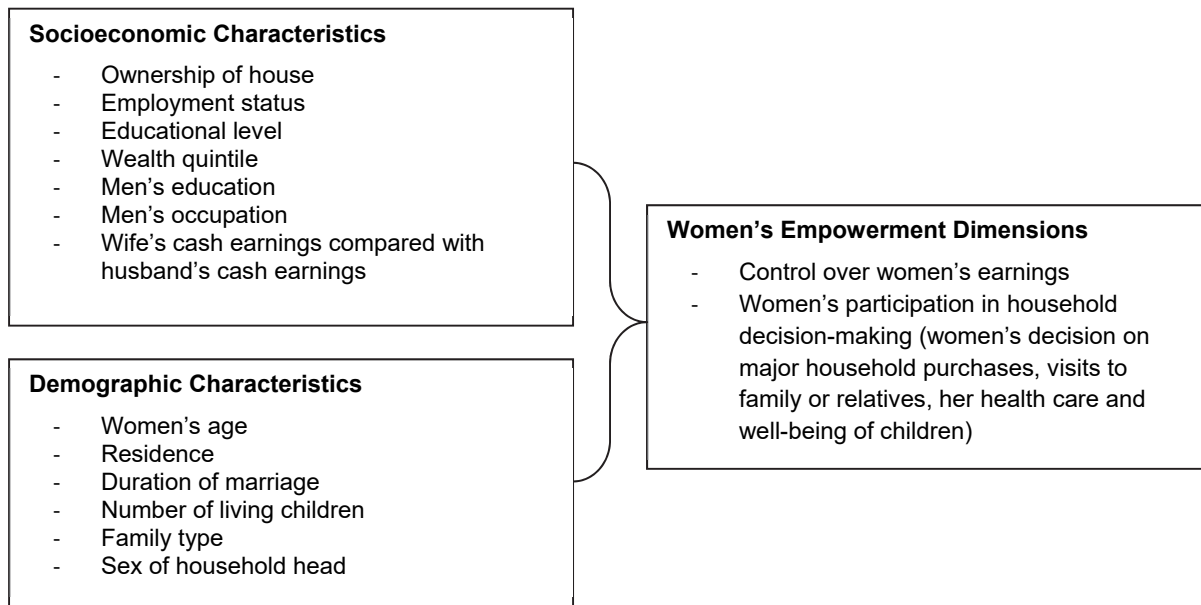 Socioeconomic Characteristics
- Ownership of house
- Employment status
- Educational level
- Wealth quintile
- Men’s education
- Men’s occupation
- Wife’s cash earnings compared with
husband’s cash earnings
Demographic Characteristics
- Women’s age
- Residence
- Duration of marriage
- Number of living children
- Family type
- Sex of household head
Women’s Empowerment Dimensions
- Control over women’s earnings
- Women’s participation in household
decision-making (women’s decision on
major household purchases, visits to
family or relatives, her health care and
well-being of children)